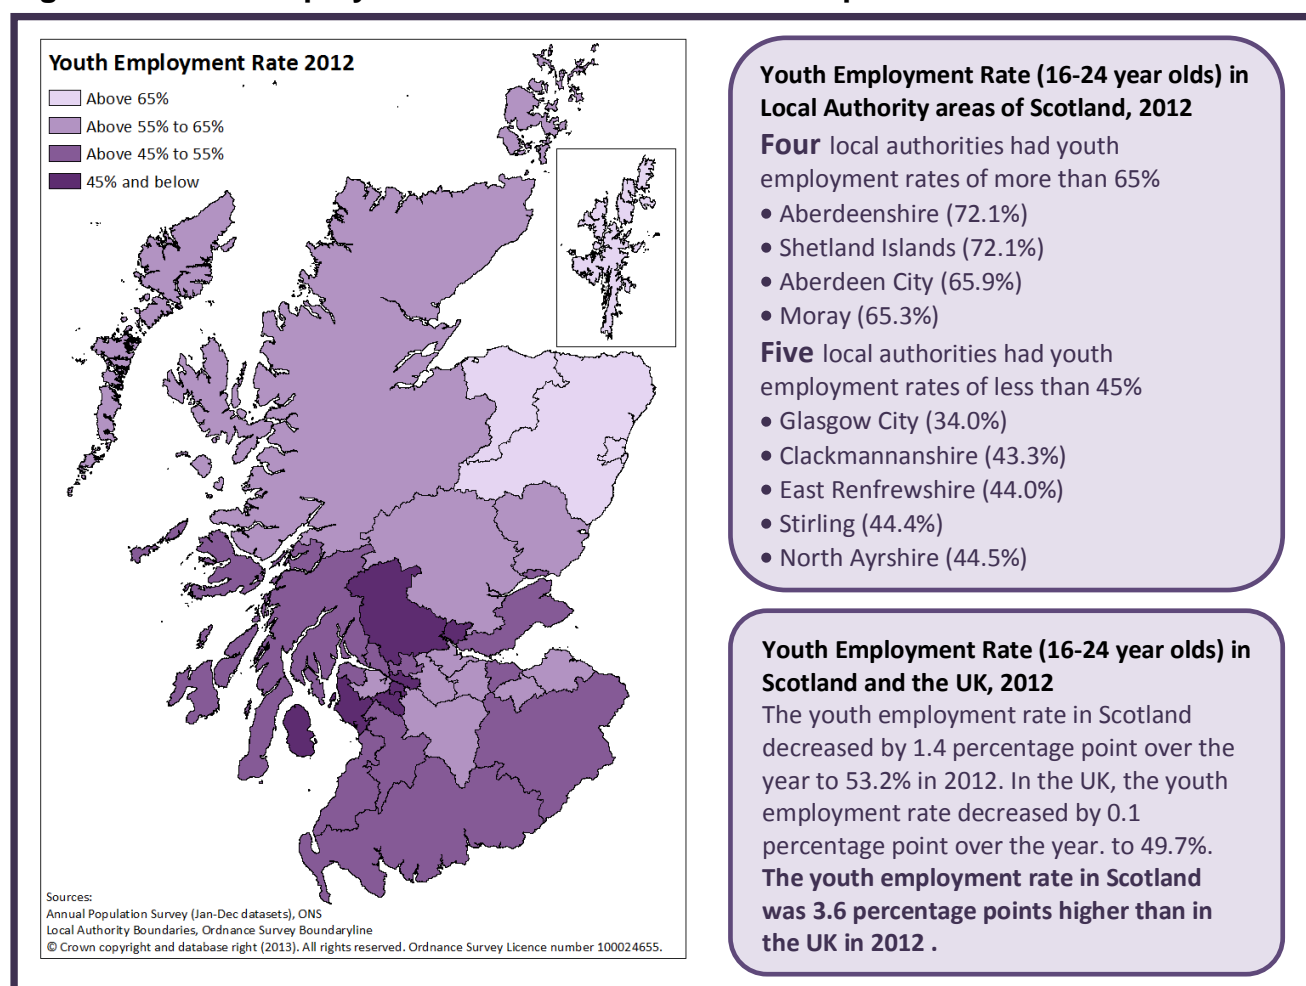 Youth Employment Rate 2012
Above 65%
Above 55% to 65%
Above 45% to 55%
45% and below
Sources:
Annual Population Survey (Jan-Dec datasets), ONS
Local Authority Boundaries, Ordnance Survey Boundaryline
© Crown copyright and database right (2013). All rights reserved. Ordnance Survey Licence number 100024655.
Youth Employment Rate (16-24 year olds) in
Local Authority areas of Scotland, 2012
Four local authorities had youth
employment rates of more than 65%
• Aberdeenshire (72.1%)
• Shetland Islands (72.1%)
• Aberdeen City (65.9%)
• Moray (65.3%)
Five local authorities had youth
employment rates of less than 45%
• Glasgow City (34.0%)
• Clackmannanshire (43.3%)
• East Renfrewshire (44.0%)
• Stirling (44.4%)
• North Ayrshire (44.5%)
Youth Employment Rate (16-24 year olds) in
Scotland and the UK, 2012
The youth employment rate in Scotland
decreased by 1.4 percentage point over the
year to 53.2% in 2012. In the UK, the youth
employment rate decreased by 0.1
percentage point over the year. to 49.7%.
The youth employment rate in Scotland
was 3.6 percentage points higher than in
the UK in 2012 .